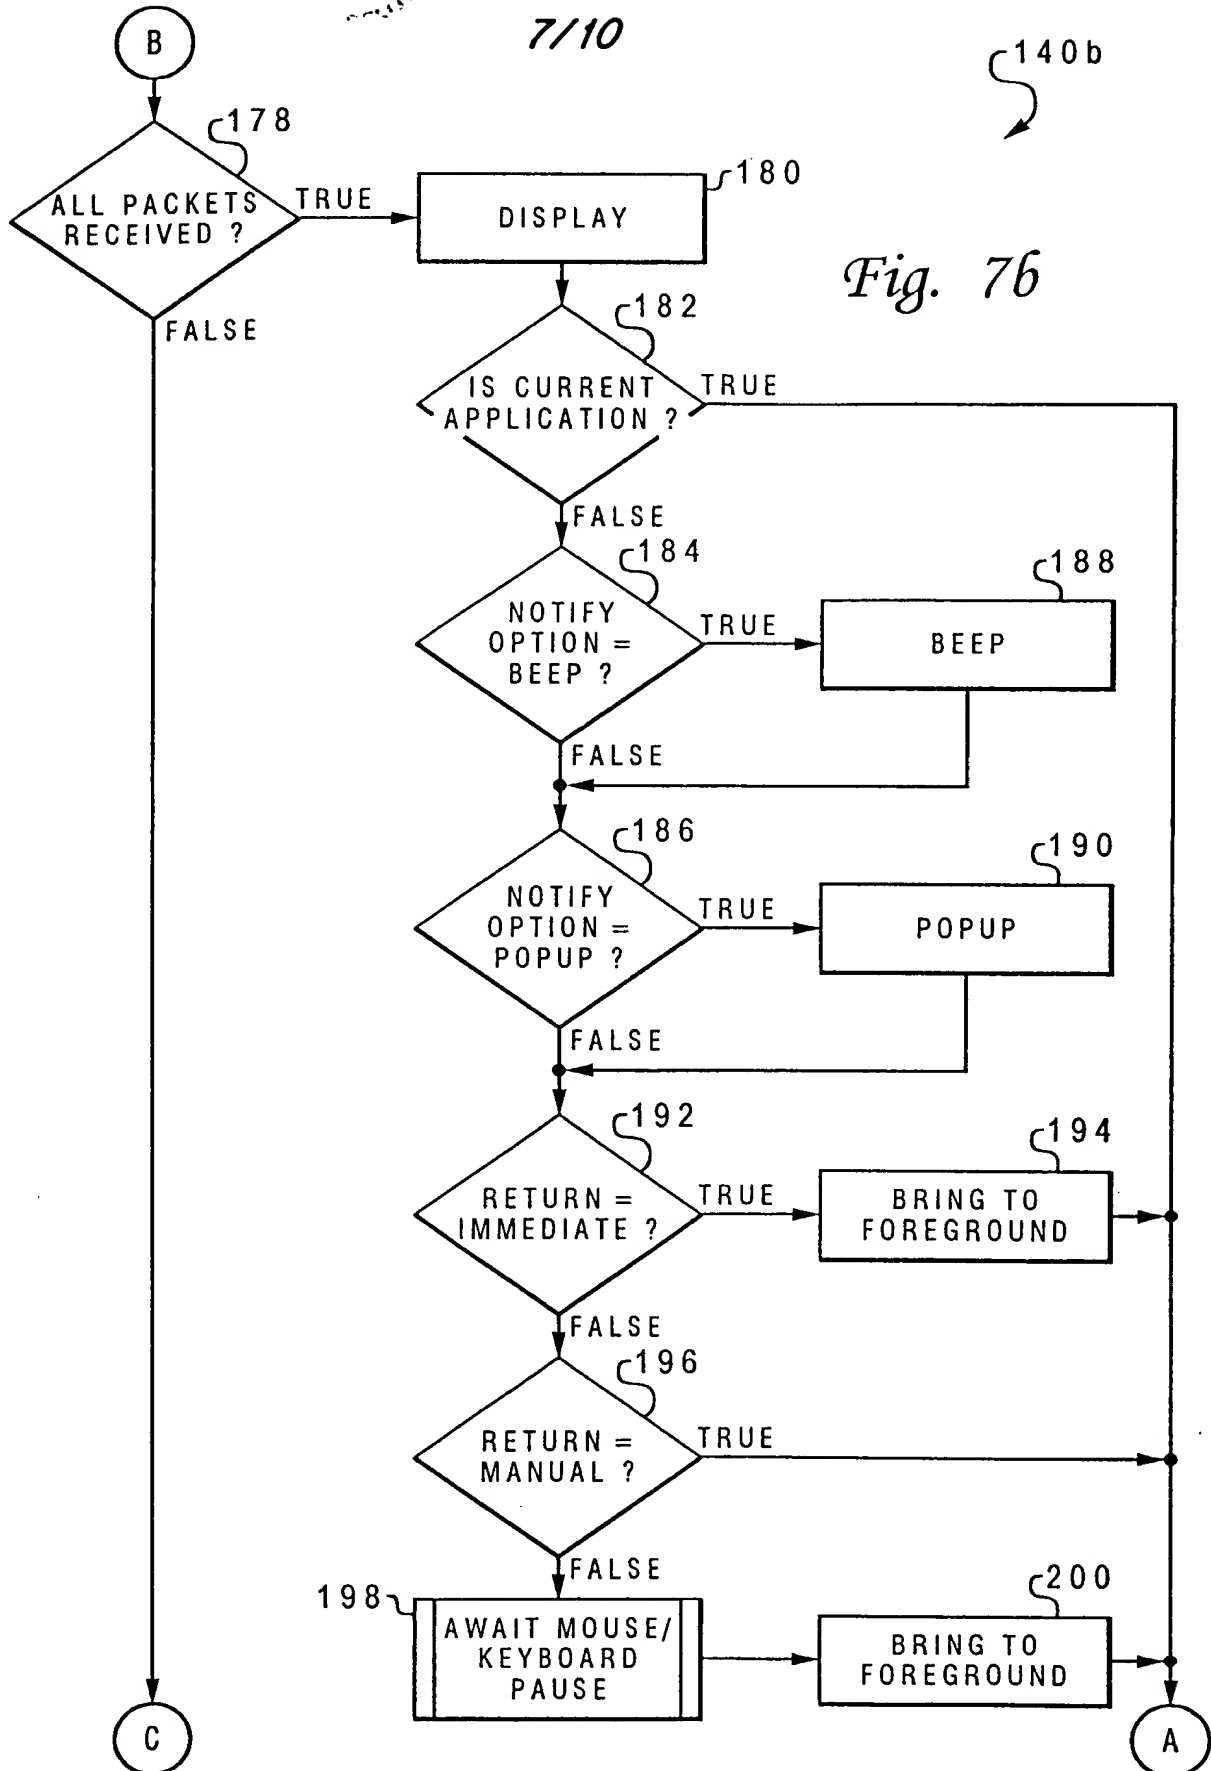 7/10
B
140b
178
ALL PACKETS
RECEIVED ?
TRUE
180
DISPLAY
Fig. 7b
FALSE
182
IS CURRENT
APPLICATION ?
TRUE
FALSE
184
NOTIFY
OPTION =
BEEP ?
TRUE
188
BEEP
FALSE
186
NOTIFY
OPTION =
POPUP ?
TRUE
190
POPUP
FALSE
192
RETURN =
IMMEDIATE ?
TRUE
194
BRING TO
FOREGROUND
FALSE
196
RETURN =
MANUAL ?
TRUE
FALSE
198
AWAIT MOUSE/
KEYBOARD
PAUSE
200
BRING TO
FOREGROUND
C
A